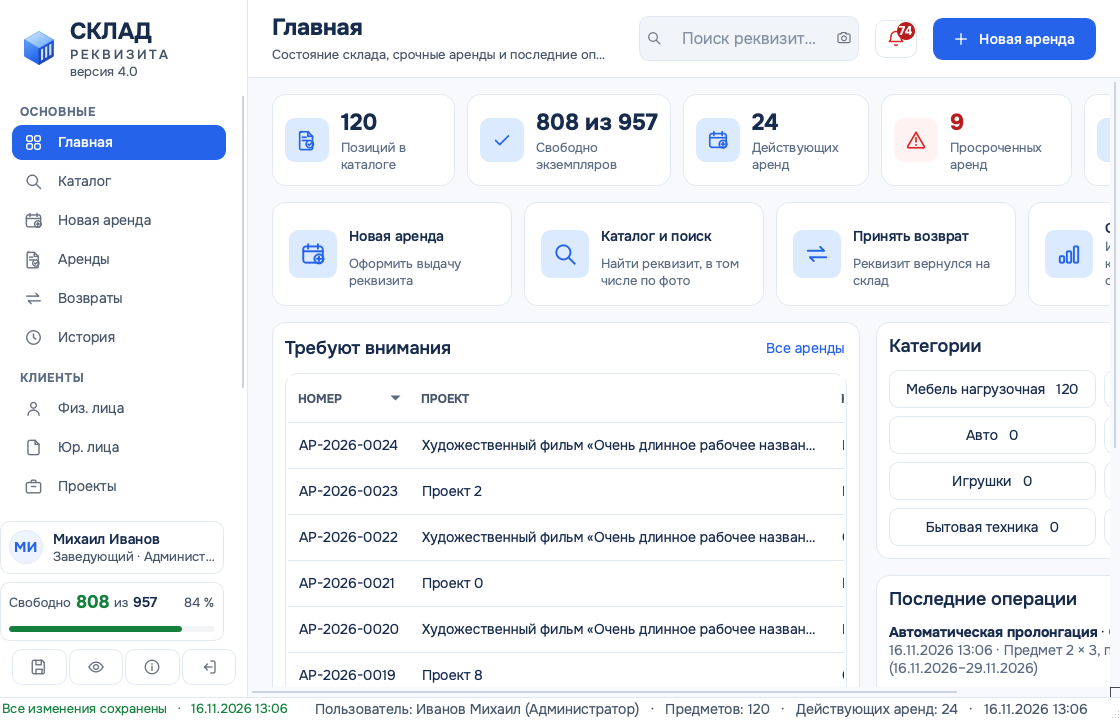 СКЛАД
РЕКВИЗИТА
версия 4.0
ОСНОВНЫЕ
Главная
Каталог
Новая аренда
Аренды
Возвраты
История
КЛИЕНТЫ
Физ. лица
Юр. лица
Проекты
МИ
Михаил Иванов
Заведующий · Админист...
Свободно 808 из 957 84 %
Главная
Состояние склада, срочные аренды и последние оп...
Поиск реквизит...
74
Новая аренда
120
Позиций в
каталоге
808 из 957
Свободно
экземпляров
24
Действующих
аренд
9
Просроченных
аренд
Новая аренда
Оформить выдачу
реквизита
Каталог и поиск
Найти реквизит, в том
числе по фото
Принять возврат
Реквизит вернулся на
склад
Требуют внимания
Все аренды
НОМЕР ПРОЕКТ
АР-2026-0024 Художественный фильм «Очень длинное рабочее назван...
АР-2026-0023 Проект 2
АР-2026-0022 Художественный фильм «Очень длинное рабочее назван...
АР-2026-0021 Проект 0
АР-2026-0020 Художественный фильм «Очень длинное рабочее назван...
АР-2026-0019 Проект 8
Категории
Мебель нагрузочная 120
Авто 0
Игрушки 0
Бытовая техника 0
Последние операции
Автоматическая пролонгация ·
16.11.2026 13:06 · Предмет 2 × 3,
(16.11.2026–29.11.2026)
Все изменения сохранены · 16.11.2026 13:06 Пользователь: Иванов Михаил (Администратор) · Предметов: 120 · Действующих аренд: 24 · 16.11.2026 13:06